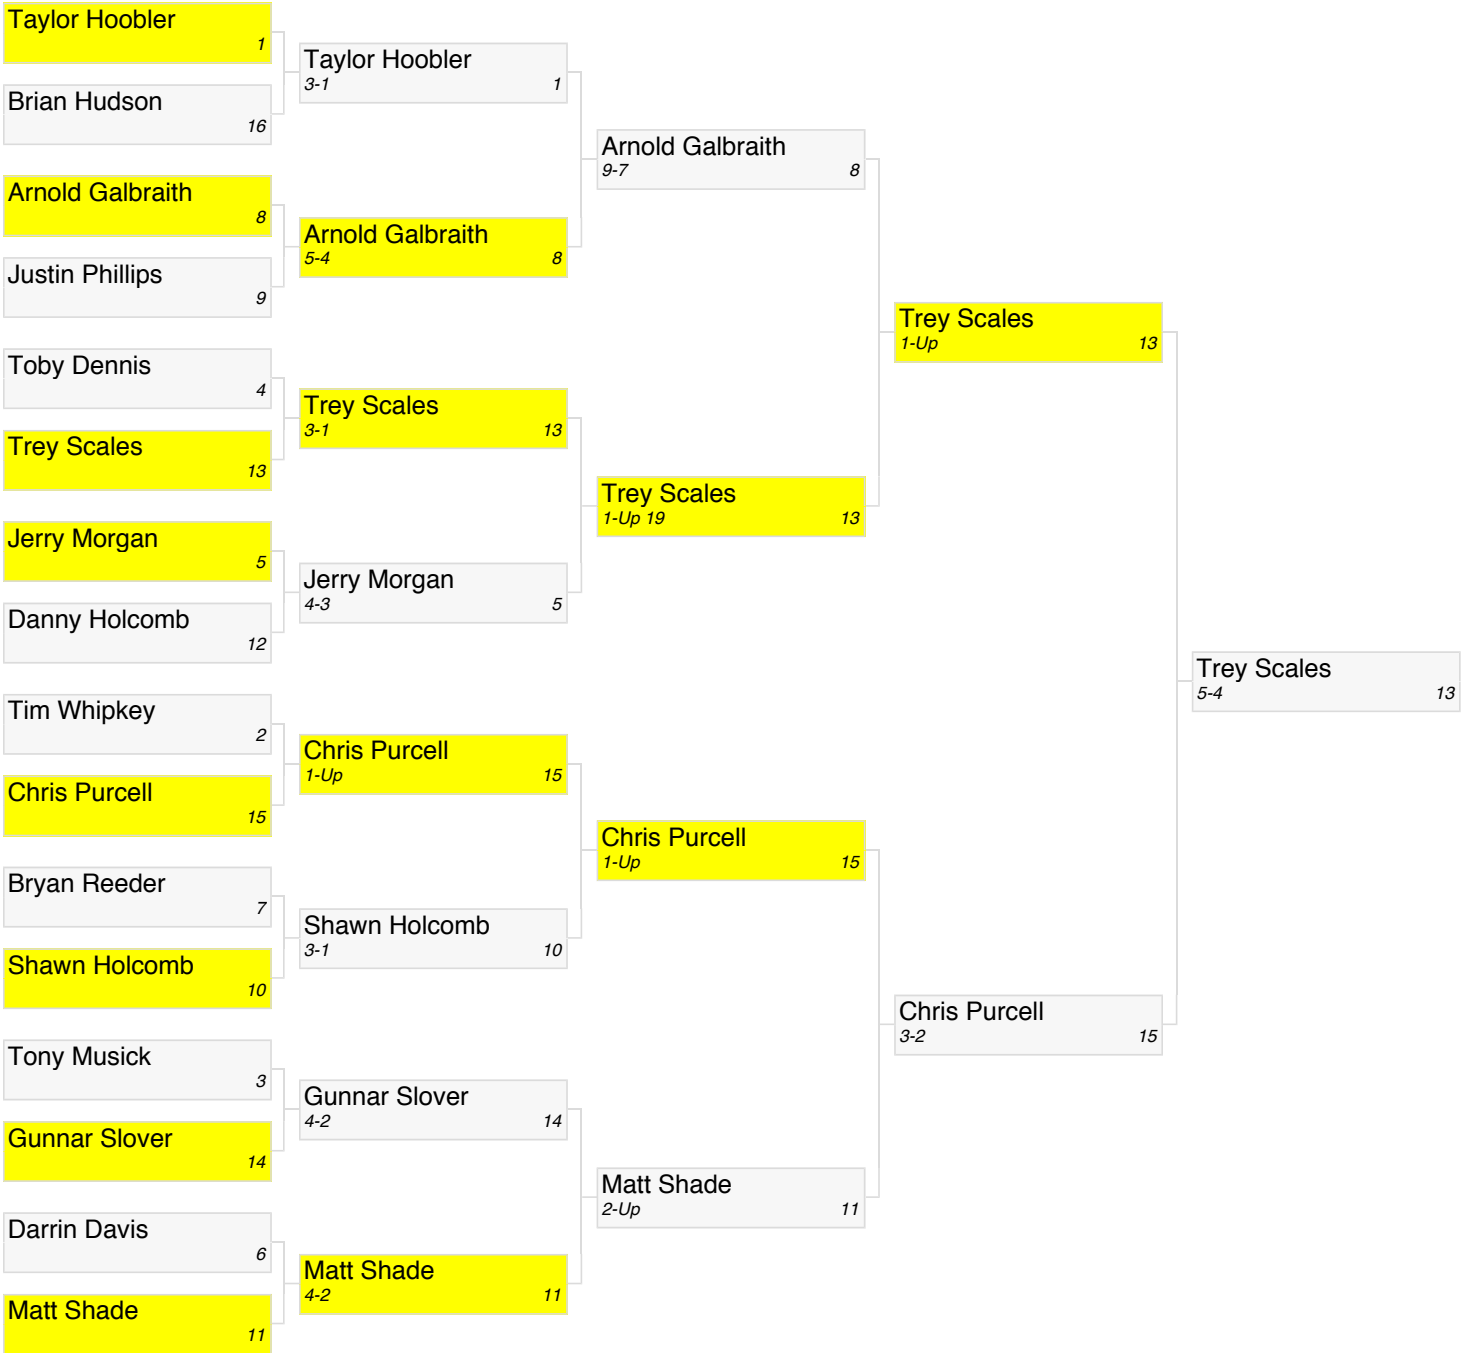 Taylor Hoobler
1
Brian Hudson
16
Arnold Galbraith
8
Justin Phillips
9
Toby Dennis
4
Trey Scales
13
Jerry Morgan
5
Danny Holcomb
12
Tim Whipkey
2
Chris Purcell
15
Bryan Reeder
7
Shawn Holcomb
10
Tony Musick
3
Gunnar Slover
14
Darrin Davis
6
Matt Shade
11
Taylor Hoobler
3-1 1
Arnold Galbraith
5-4 8
Trey Scales
3-1 13
Jerry Morgan
4-3 5
Chris Purcell
1-Up 15
Shawn Holcomb
3-1 10
Gunnar Slover
4-2 14
Matt Shade
4-2 11
Arnold Galbraith
9-7 8
Trey Scales
1-Up 19 13
Chris Purcell
1-Up 15
Matt Shade
2-Up 11
Trey Scales
1-Up 13
Chris Purcell
3-2 15
Trey Scales
5-4 13